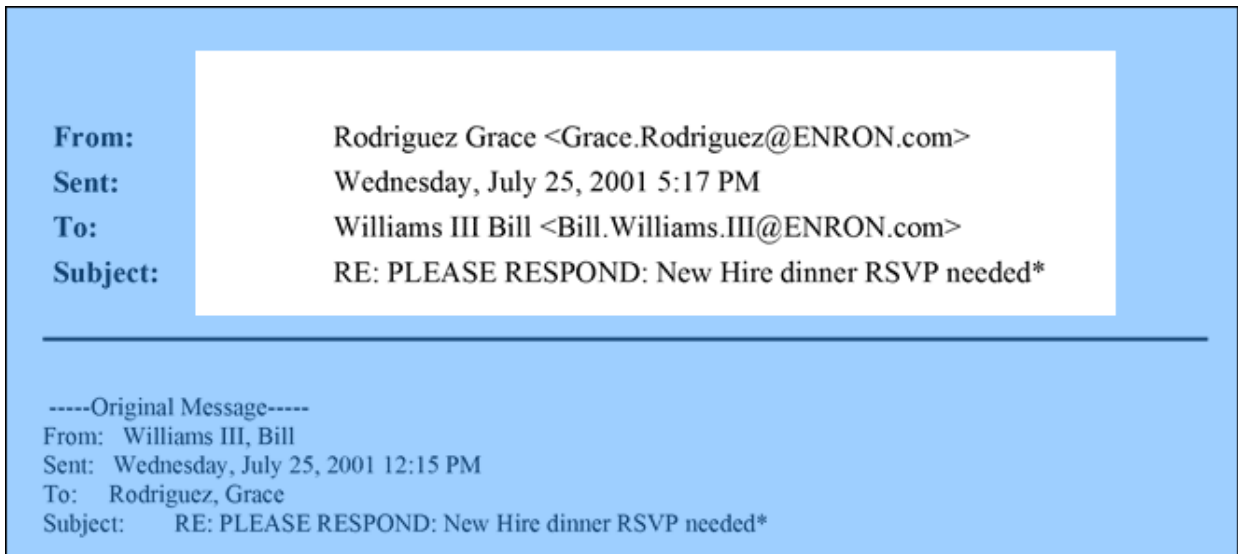 From: Rodriguez Grace <Grace.Rodriguez@ENRON.com>
Sent: Wednesday, July 25, 2001 5:17 PM
To: Williams III Bill <Bill.Williams.III@ENRON.com>
Subject: RE: PLEASE RESPOND: New Hire dinner RSVP needed*
-----Original Message-----
From: Williams III, Bill
Sent: Wednesday, July 25, 2001 12:15 PM
To: Rodriguez, Grace
Subject: RE: PLEASE RESPOND: New Hire dinner RSVP needed*